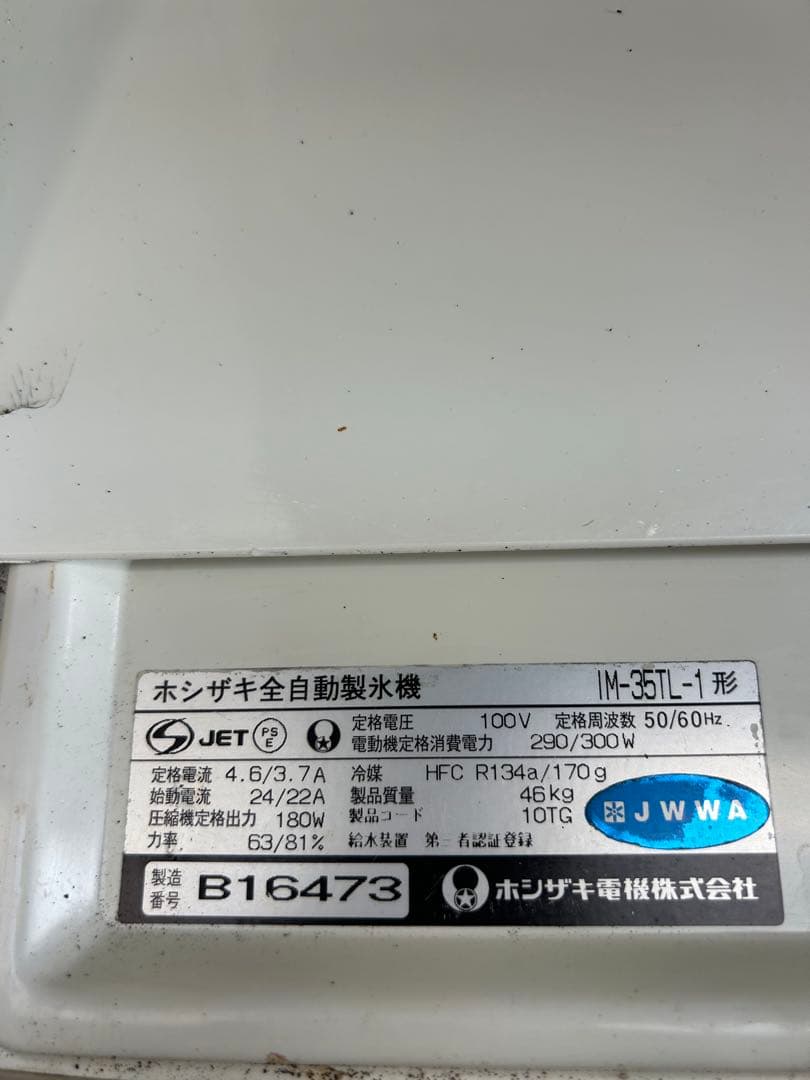 ホシザキ全自動製氷機 IM-35TL-1形
JET PSE 定格電圧 100V 定格周波数 50/60Hz
電動機定格消費電力 290/300W
定格電流 4.6/3.7A 冷媒 HFC R134a/170g
始動電流 24/22A 製品質量 46kg
圧縮機定格出力 180W 製品コード 10TG
力率 63/81% 給水装置 第三者認証登録
JWWA
製造番号 B16473 ホシザキ電機株式会社